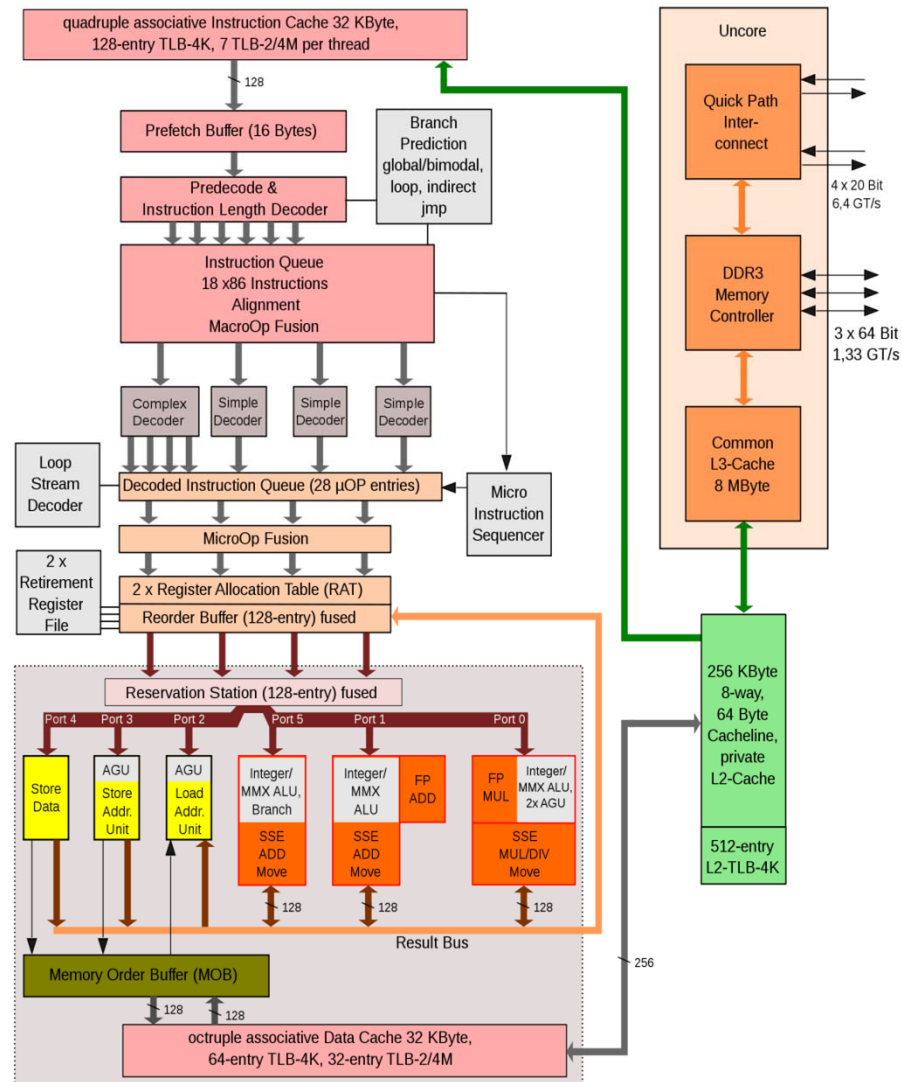 quadruple associative Instruction Cache 32 KByte,
128-entry TLB-4K, 7 TLB-2/4M per thread
128
Prefetch Buffer (16 Bytes)
Branch
Prediction
global/bimodal,
loop, indirect
jmp
Predecode &
Instruction Length Decoder
Instruction Queue
18 x86 Instructions
Alignment
MacroOp Fusion
Complex
Decoder
Simple
Decoder
Simple
Decoder
Simple
Decoder
Loop
Stream
Decoder
Decoded Instruction Queue (28 µOP entries)
Micro
Instruction
Sequencer
MicroOp Fusion
2 x
Retirement
Register
File
2 x Register Allocation Table (RAT)
Reorder Buffer (128-entry) fused
Reservation Station (128-entry) fused
Port 4
Port 3
Port 2
Port 5
Port 1
Port 0
Store
Data
AGU
Store
Addr.
Unit
AGU
Load
Addr.
Unit
Integer/
MMX ALU,
Branch
SSE
ADD
Move
Integer/
MMX
ALU
FP
ADD
SSE
ADD
Move
FP
MUL
Integer/
MMX ALU,
2x AGU
SSE
MUL/DIV
Move
128
128
128
Result Bus
Memory Order Buffer (MOB)
128
128
octruple associative Data Cache 32 KByte,
64-entry TLB-4K, 32-entry TLB-2/4M
256
Uncore
Quick Path
Inter-
connect
4 x 20 Bit
6,4 GT/s
DDR3
Memory
Controller
3 x 64 Bit
1,33 GT/s
Common
L3-Cache
8 MByte
256 KByte
8-way,
64 Byte
Cacheline,
private
L2-Cache
512-entry
L2-TLB-4K